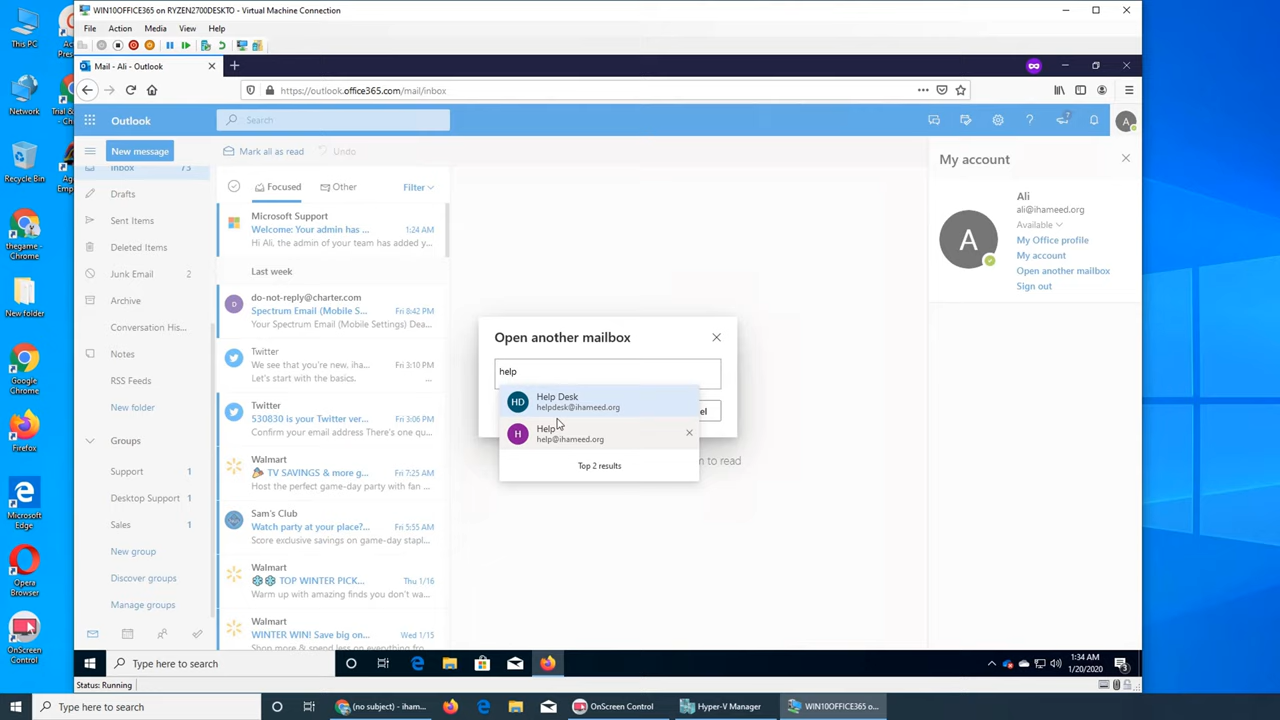 WIN10OFFICE365 on RYZEN2700DESKTO - Virtual Machine Connection
File Action Media View Help
Mail - Ali - Outlook
https://outlook.office365.com/mail/inbox
Outlook
Search
New message
Mark all as read
Undo
Inbox 73
Drafts
Sent Items
Deleted Items
Junk Email 2
Archive
Conversation His...
Notes
RSS Feeds
New folder
Groups
Support 1
Desktop Support 1
Sales 1
New group
Discover groups
Manage groups
Focused
Other
Filter
Microsoft Support
Welcome: Your admin has ... 1:24 AM
Hi Ali, the admin of your team has added y...
Last week
do-not-reply@charter.com
Spectrum Email (Mobile S... Fri 8:42 PM
Your Spectrum Email (Mobile Settings) Dea...
Twitter
We see that you're new, iha... Fri 3:10 PM
Let's start with the basics. ...
Twitter
530830 is your Twitter ver... Fri 3:06 PM
Confirm your email address There's one qu...
Walmart
TV SAVINGS & more g... Fri 7:25 AM
Host the perfect game-day party with fan ...
Sam's Club
Watch party at your place?... Fri 5:55 AM
Score exclusive savings on game-day stapl...
Walmart
TOP WINTER PICK... Thu 1/16
Warm up with amazing finds you don't wa...
Walmart
WINTER WIN! Save big on... Wed 1/15
Shop more & spend less on everything fro...
Open another mailbox
help
HD
Help Desk
helpdesk@ihameed.org
H
Help
help@ihameed.org
Top 2 results
el
m to read
My account
A
A
Ali
ali@ihameed.org
Available
My Office profile
My account
Open another mailbox
Sign out
Type here to search
1:34 AM
1/20/2020
3
Status: Running
This PC
Network
Recycle Bin
thegame - Chrome
New folder
Google Chrome
Firefox
Microsoft Edge
Opera Browser
OnScreen Control
Type here to search
(no subject) - iham...
OnScreen Control
Hyper-V Manager
WIN10OFFICE365 o...